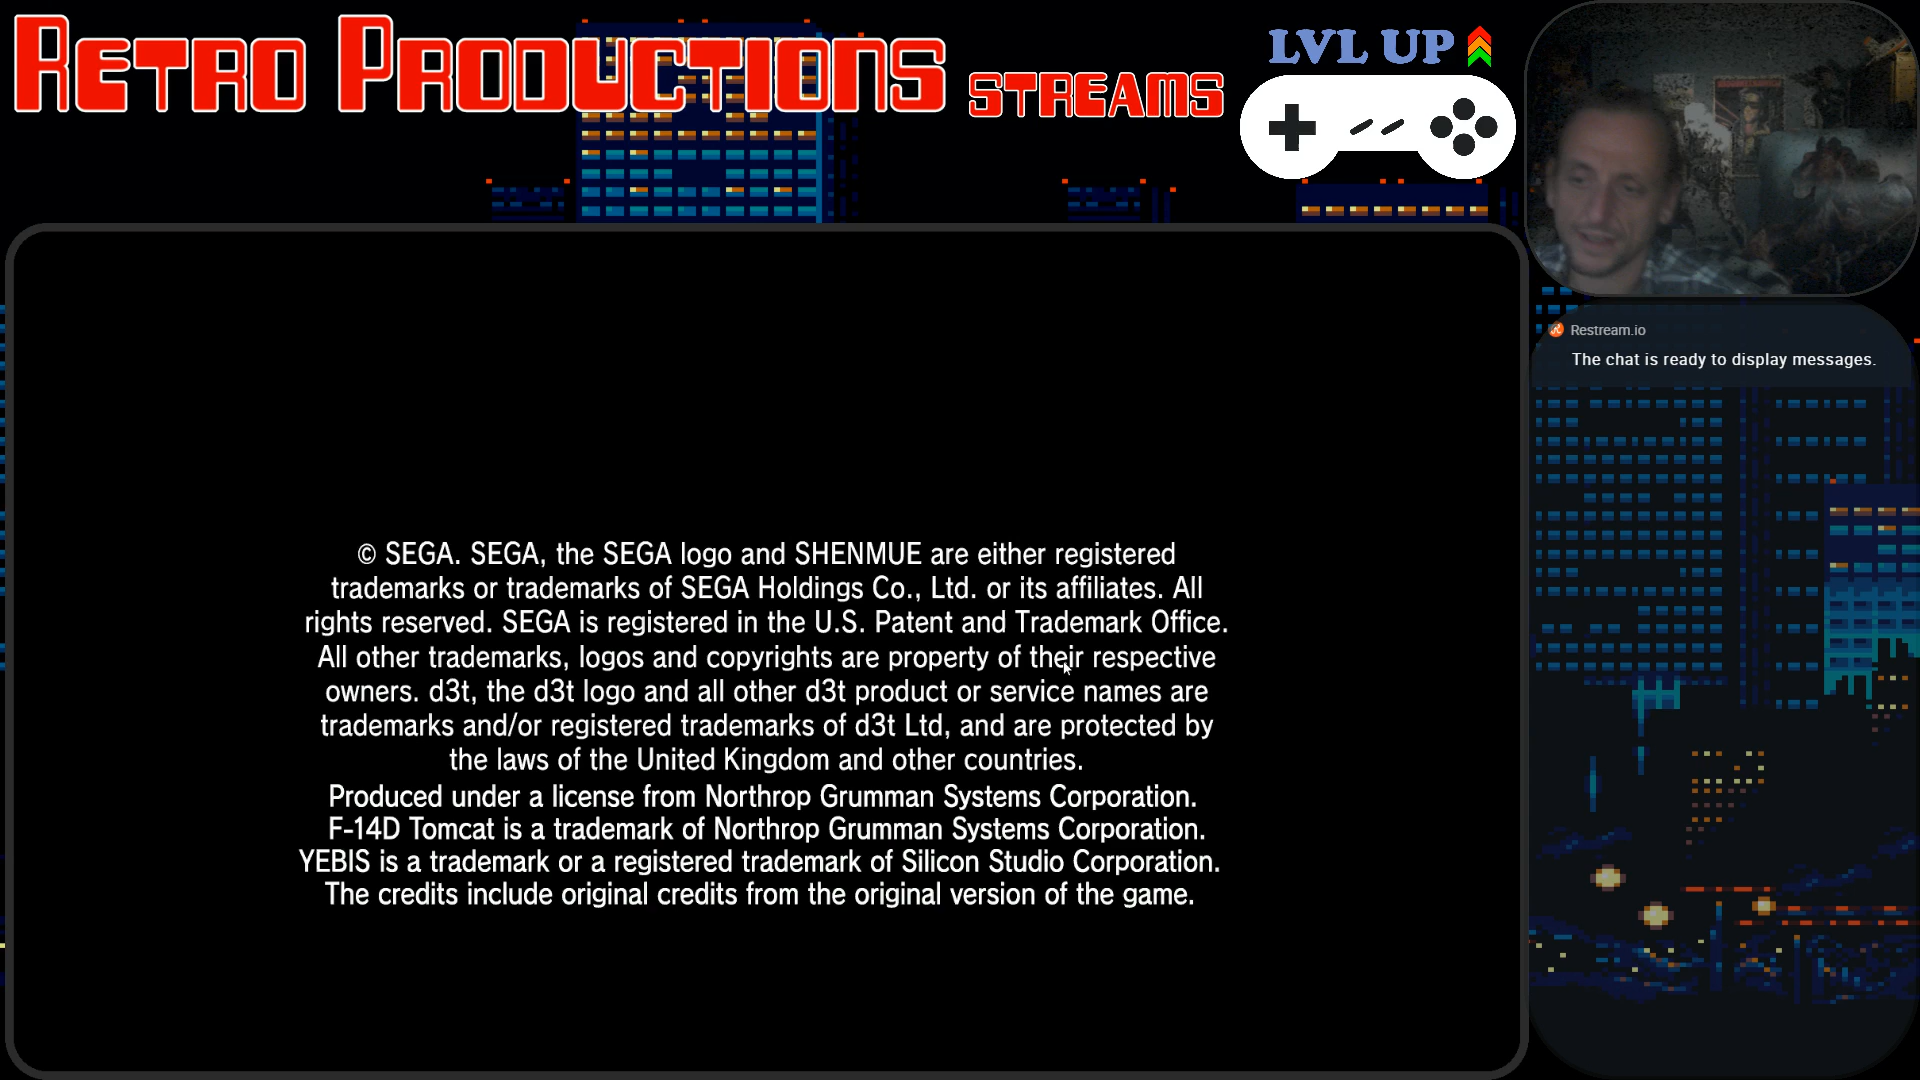 RETRO PRODUCTIONS STREAMS
LVL UP
Restream.io
The chat is ready to display messages.
© SEGA. SEGA, the SEGA logo and SHENMUE are either registered
trademarks or trademarks of SEGA Holdings Co., Ltd. or its affiliates. All
rights reserved. SEGA is registered in the U.S. Patent and Trademark Office.
All other trademarks, logos and copyrights are property of their respective
owners. d3t, the d3t logo and all other d3t product or service names are
trademarks and/or registered trademarks of d3t Ltd, and are protected by
the laws of the United Kingdom and other countries.
Produced under a license from Northrop Grumman Systems Corporation.
F-14D Tomcat is a trademark of Northrop Grumman Systems Corporation.
YEBIS is a trademark or a registered trademark of Silicon Studio Corporation.
The credits include original credits from the original version of the game.